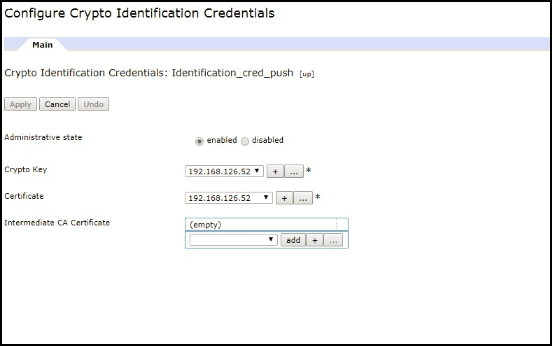 Configure Crypto Identification Credentials
Main
Crypto Identification Credentials: Identification_cred_push [up]
Apply Cancel Undo
Administrative state enabled disabled
Crypto Key 192.168.126.52 + ... *
Certificate 192.168.126.52 + ... *
Intermediate CA Certificate (empty)
add + ...